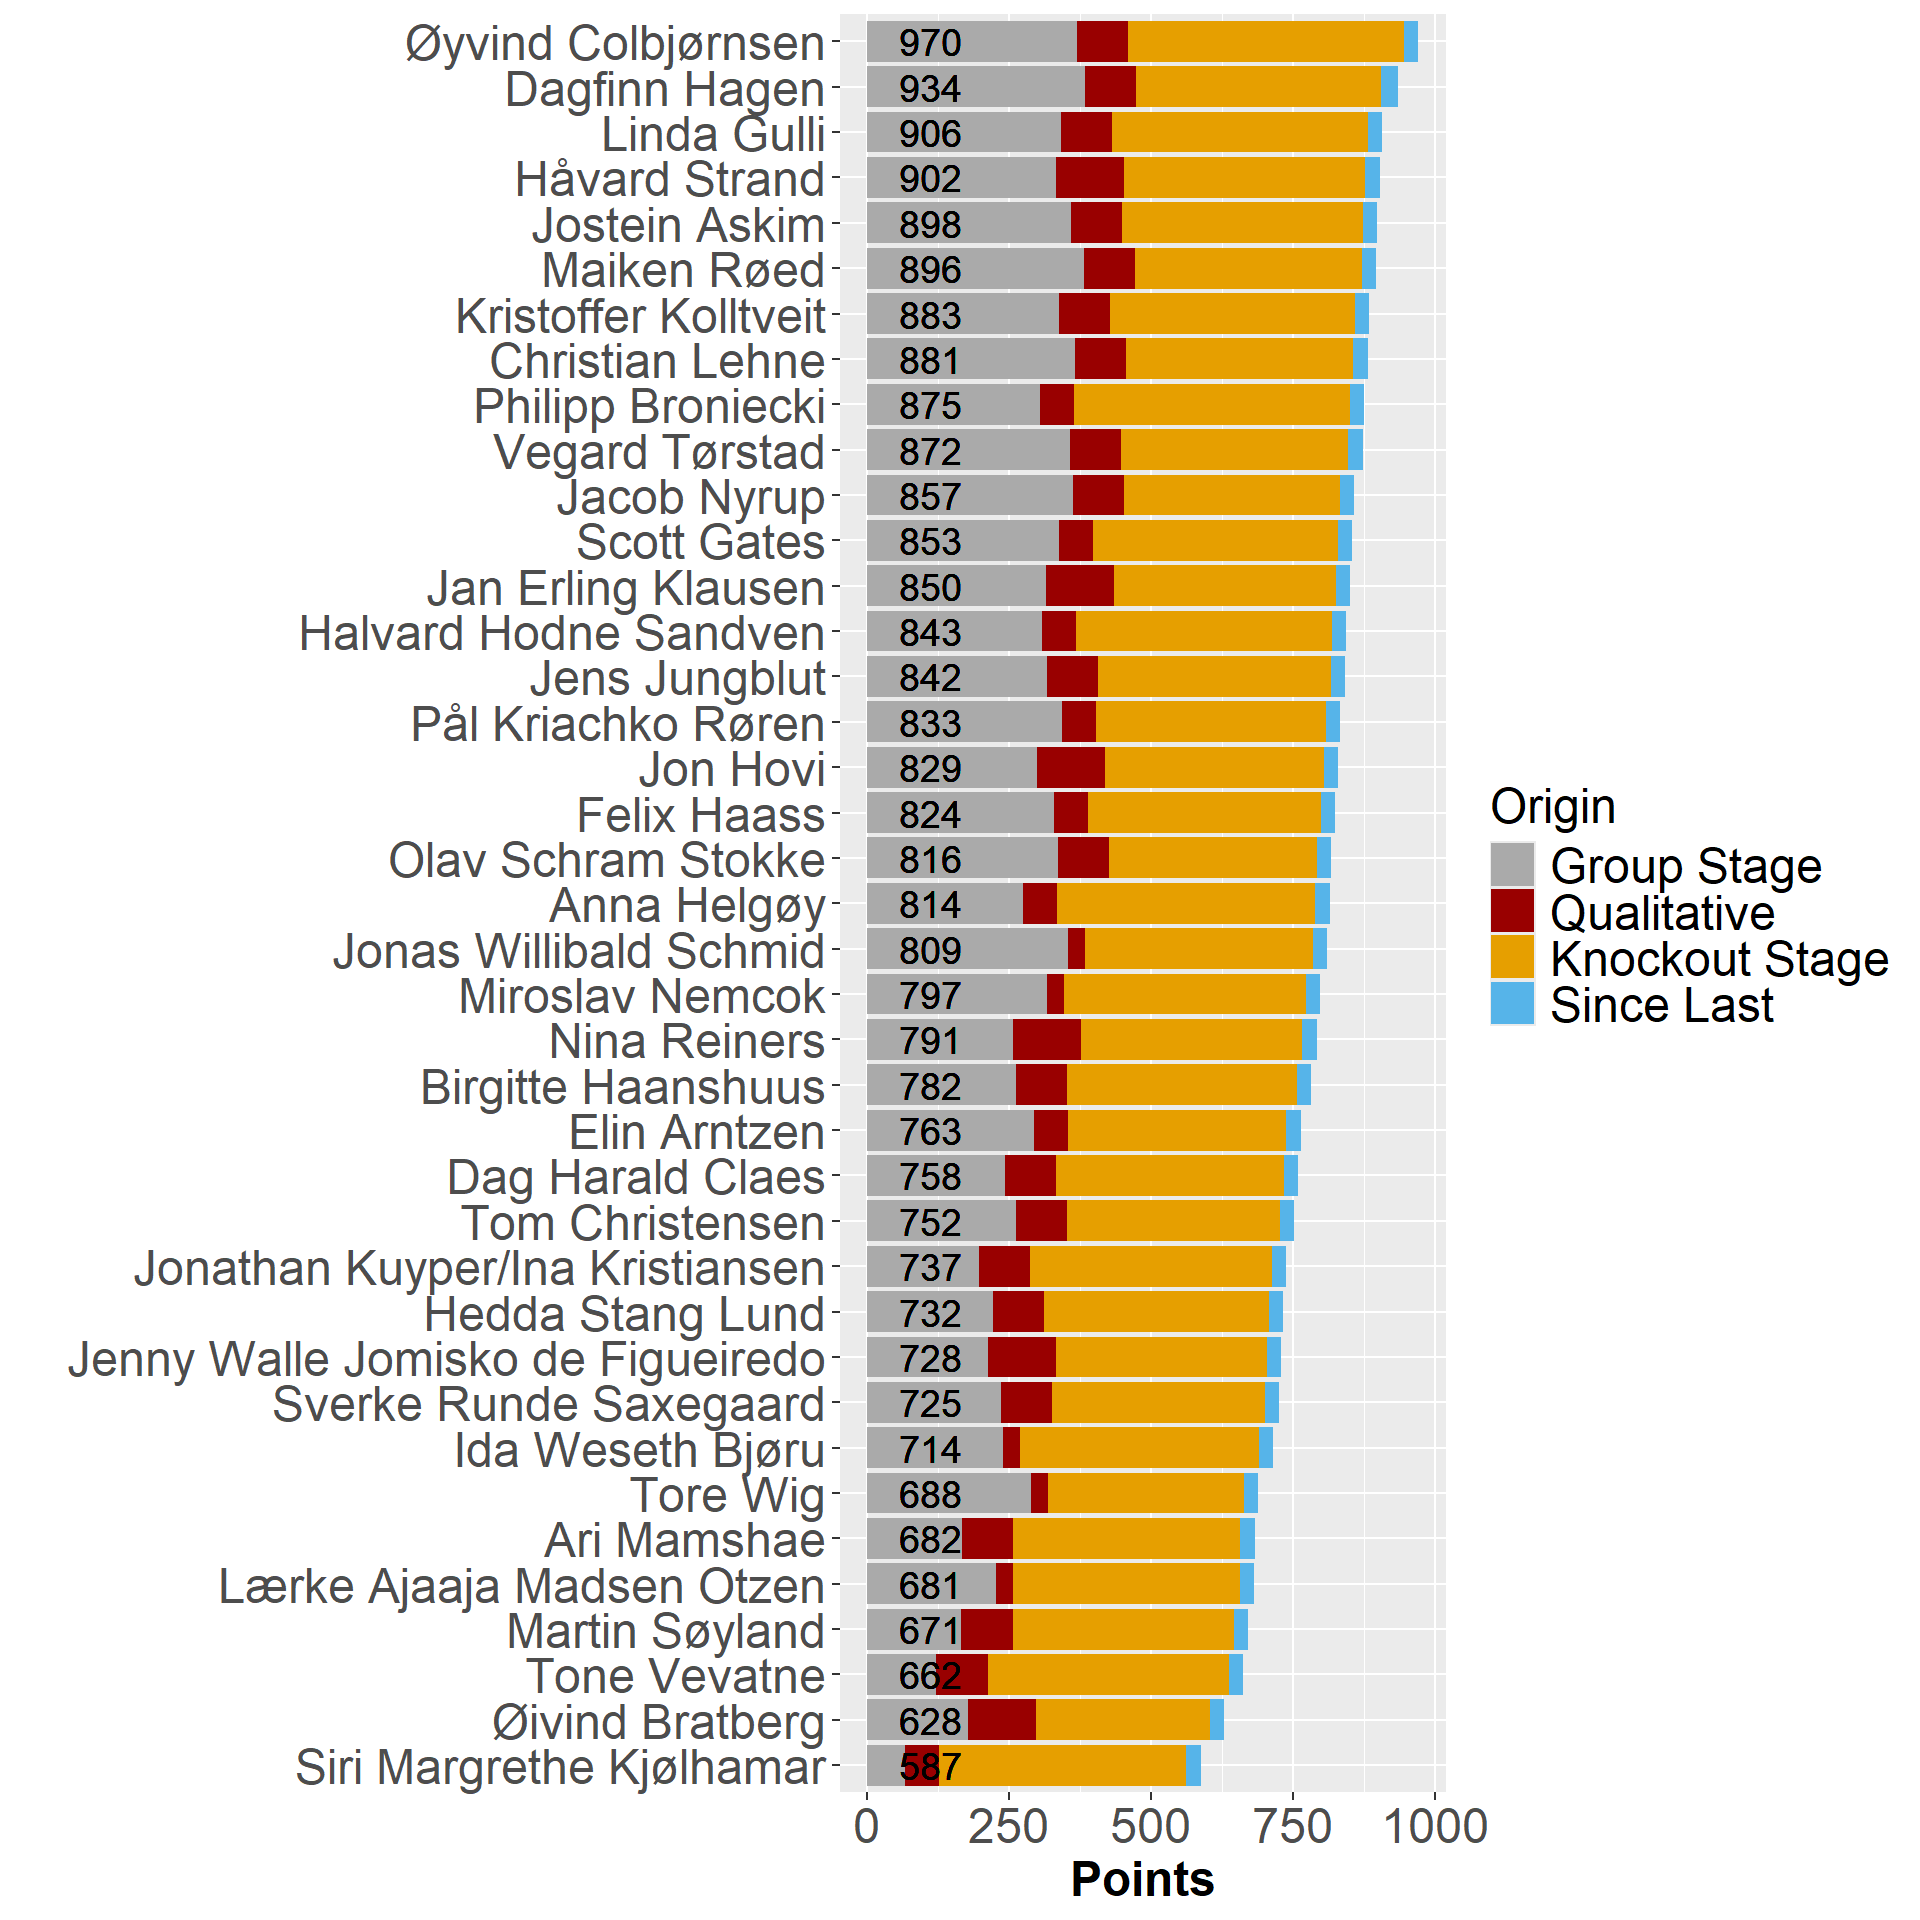 Øyvind Colbjørnsen 970
Dagfinn Hagen 934
Linda Gulli 906
Håvard Strand 902
Jostein Askim 898
Maiken Røed 896
Kristoffer Kolltveit 883
Christian Lehne 881
Philipp Broniecki 875
Vegard Tørstad 872
Jacob Nyrup 857
Scott Gates 853
Jan Erling Klausen 850
Halvard Hodne Sandven 843
Jens Jungblut 842
Pål Kriachko Røren 833
Jon Hovi 829
Felix Haass 824
Olav Schram Stokke 816
Anna Helgøy 814
Jonas Willibald Schmid 809
Miroslav Nemcok 797
Nina Reiners 791
Birgitte Haanshuus 782
Elin Arntzen 763
Dag Harald Claes 758
Tom Christensen 752
Jonathan Kuyper/Ina Kristiansen 737
Hedda Stang Lund 732
Jenny Walle Jomisko de Figueiredo 728
Sverke Runde Saxegaard 725
Ida Weseth Bjøru 714
Tore Wig 688
Ari Mamshae 682
Lærke Ajaaja Madsen Otzen 681
Martin Søyland 671
Tone Vevatne 662
Øivind Bratberg 628
Siri Margrethe Kjølhamar 587
0 250 500 750 1000
Points
Origin
Group Stage
Qualitative
Knockout Stage
Since Last